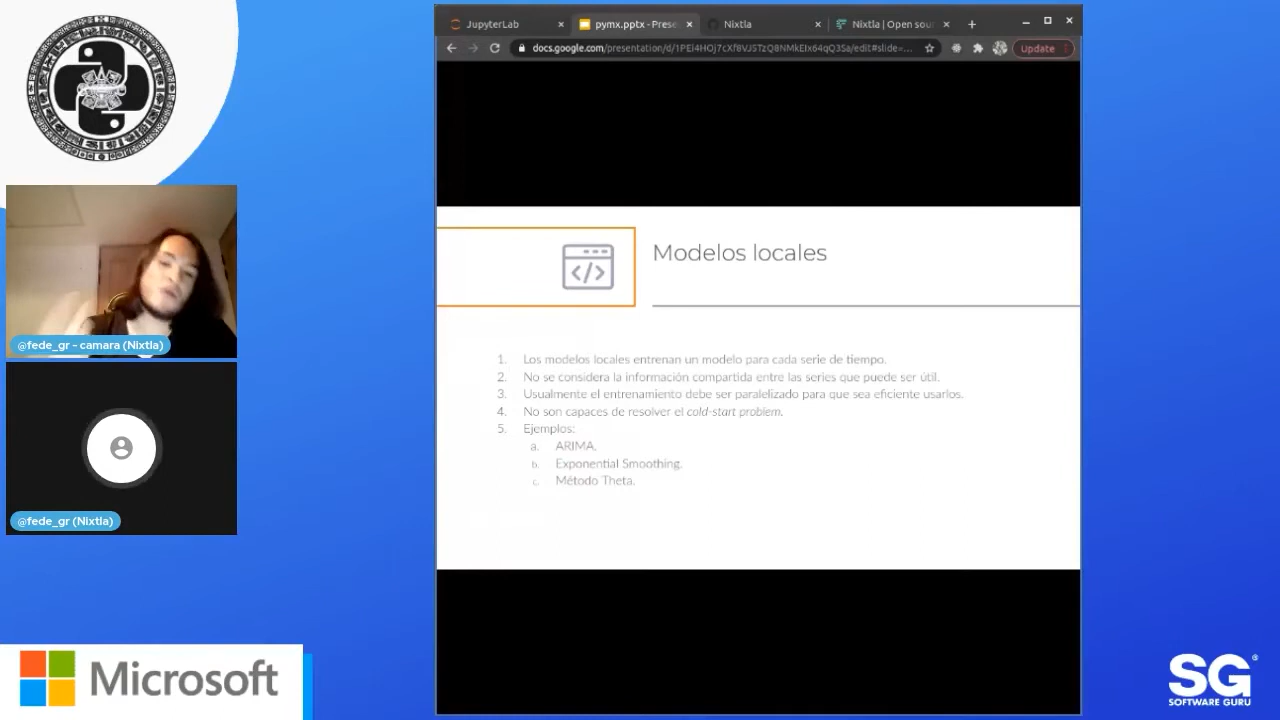 JupyterLab
pymx.pptx - Prese
Nixtla
Nixtla | Open sou
docs.google.com/presentation/d/1PEi4HOj7cXf8VJSTzQ8NMkEIx64qQ3Sa/edit#slide=...
Update
</>
Modelos locales
1. Los modelos locales entrenan un modelo para cada serie de tiempo.
2. No se considera la información compartida entre las series que puede ser útil.
3. Usualmente el entrenamiento debe ser paralelizado para que sea eficiente usarlos.
4. No son capaces de resolver el cold-start problem.
5. Ejemplos:
a. ARIMA.
b. Exponential Smoothing.
c. Método Theta.
@fede_gr - camara (Nixtla)
@fede_gr (Nixtla)
Microsoft
SG
SOFTWARE GURU